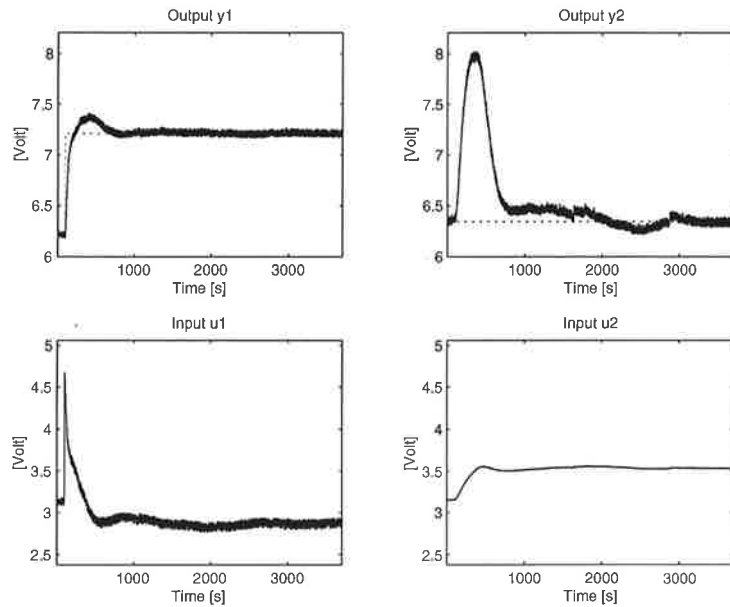 Output y1
[Volt]
8
7.5
7
6.5
6
1000 2000 3000
Time [s]
Output y2
[Volt]
8
7.5
7
6.5
6
1000 2000 3000
Time [s]
Input u1
[Volt]
5
4.5
4
3.5
3
2.5
1000 2000 3000
Time [s]
Input u2
[Volt]
5
4.5
4
3.5
3
2.5
1000 2000 3000
Time [s]